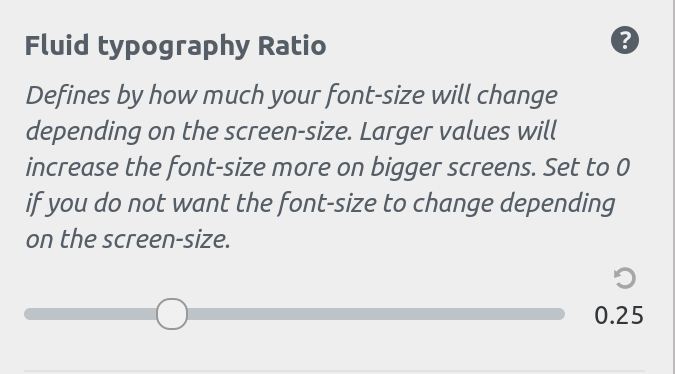 Fluid typography Ratio
?
Defines by how much your font-size will change
depending on the screen-size. Larger values will
increase the font-size more on bigger screens. Set to 0
if you do not want the font-size to change depending
on the screen-size.
0.25